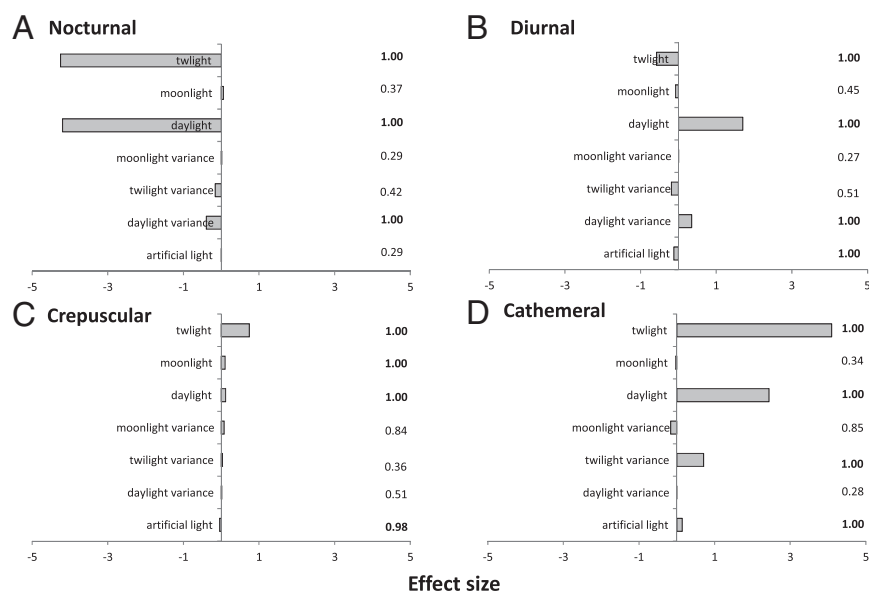 A Nocturnal
twlight 1.00
moonlight 0.37
daylight 1.00
moonlight variance 0.29
twilight variance 0.42
daylight variance 1.00
artificial light 0.29
-5 -3 -1 1 3 5
B Diurnal
twlight 1.00
moonlight 0.45
daylight 1.00
moonlight variance 0.27
twilight variance 0.51
daylight variance 1.00
artificial light 1.00
-5 -3 -1 1 3 5
C Crepuscular
twlight 1.00
moonlight 1.00
daylight 1.00
moonlight variance 0.84
twilight variance 0.36
daylight variance 0.51
artificial light 0.98
-5 -3 -1 1 3 5
D Cathemeral
twlight 1.00
moonlight 0.34
daylight 1.00
moonlight variance 0.85
twilight variance 1.00
daylight variance 0.28
artificial light 1.00
-5 -3 -1 1 3 5
Effect size